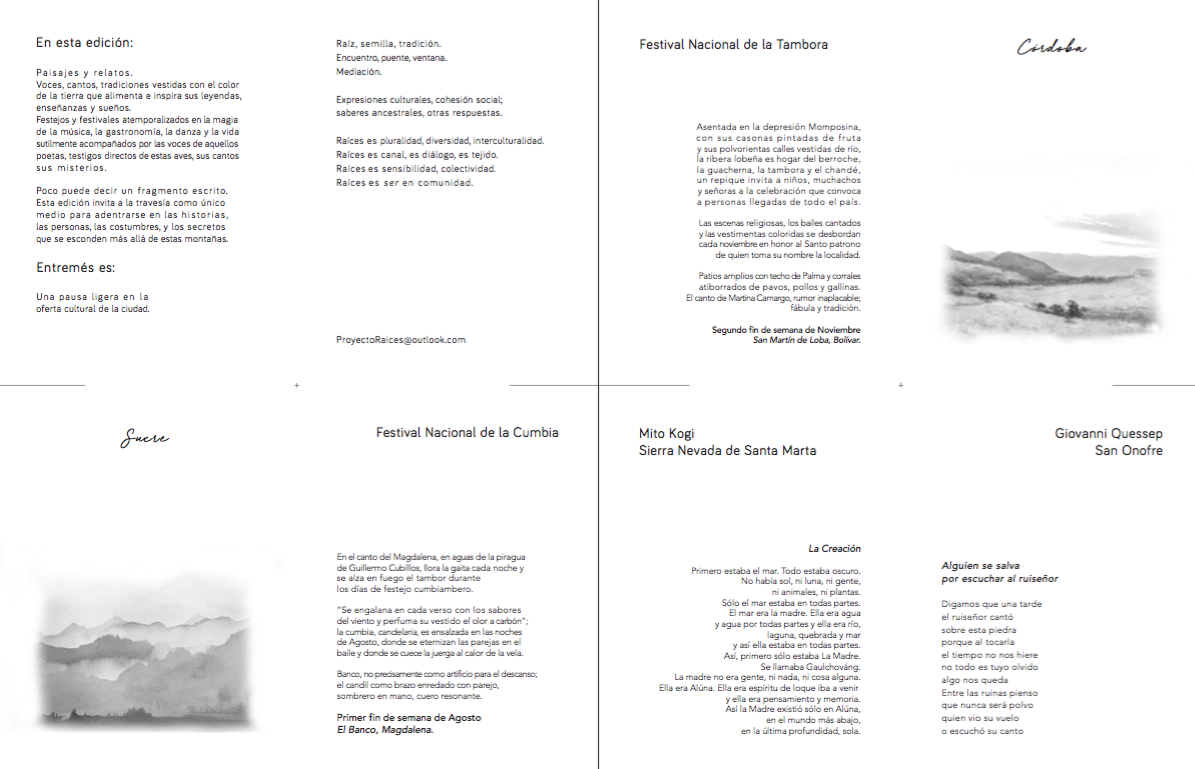 En esta edición:
Paisajes y relatos.
Voces, cantos, tradiciones vestidas con el color
de la tierra que alimenta e inspira sus leyendas,
enseñanzas y sueños.
Festejos y festivales atemporalizados en la magia
de la música, la gastronomía, la danza y la vida
sutilmente acompañados por las voces de aquellos
poetas, testigos directos de estas aves, sus cantos
sus misterios.
Poco puede decir un fragmento escrito.
Esta edición invita a la travesía como único
medio para adentrarse en las historias,
las personas, las costumbres, y los secretos
que se esconden más allá de estas montañas.
Entremés es:
Una pausa ligera en la
oferta cultural de la ciudad.
Raíz, semilla, tradición.
Encuentro, puente, ventana.
Mediación.
Expresiones culturales, cohesión social;
saberes ancestrales, otras respuestas.
Raíces es pluralidad, diversidad, interculturalidad.
Raíces es canal, es diálogo, es tejido.
Raíces es sensibilidad, colectividad.
Raíces es ser en comunidad.
ProyectoRaices@outlook.com
Festival Nacional de la Tambora
Asentada en la depresión Momposina,
con sus casonas pintadas de fruta
y sus polvorientas calles vestidas de río,
la ribera lobeña es hogar del berroche,
la guacherna, la tambora y el chandé,
un repique invita a niños, muchachos
y señoras a la celebración que convoca
a personas llegadas de todo el país.
Las escenas religiosas, los bailes cantados
y las vestimentas coloridas se desbordan
cada noviembre en honor al Santo patrono
de quien toma su nombre la localidad.
Patios amplios con techo de Palma y corrales
atiborrados de pavos, pollos y gallinas.
El canto de Martina Camargo, rumor inaplacable;
fábula y tradición.
Segundo fin de semana de Noviembre
San Martín de Loba, Bolívar.
Córdoba
Sucre
Festival Nacional de la Cumbia
En el canto del Magdalena, en aguas de la piragua
de Guillermo Cubillos, llora la gaita cada noche y
se alza en fuego el tambor durante
los días de festejo cumbiambero.
“Se engalana en cada verso con los sabores
del viento y perfuma su vestido el olor a carbón”;
la cumbia, candelaria, es ensalzada en las noches
de Agosto, donde se eternizan las parejas en el
baile y donde se cuece la juerga al calor de la vela.
Banco, no precisamente como artificio para el descanso;
el candil como brazo enredado con parejo,
sombrero en mano, cuero resonante.
Primer fin de semana de Agosto
El Banco, Magdalena.
Mito Kogi
Sierra Nevada de Santa Marta
La Creación
Primero estaba el mar. Todo estaba oscuro.
No había sol, ni luna, ni gente,
ni animales, ni plantas.
Sólo el mar estaba en todas partes.
El mar era la madre. Ella era agua
y agua por todas partes y ella era río,
laguna, quebrada y mar
y así ella estaba en todas partes.
Así, primero sólo estaba La Madre.
Se llamaba Gaulchováng.
La madre no era gente, ni nada, ni cosa alguna.
Ella era Alúna. Ella era espíritu de loque iba a venir
y ella era pensamiento y memoria.
Así la Madre existió sólo en Alúna,
en el mundo más abajo,
en la última profundidad, sola.
Giovanni Quessep
San Onofre
Alguien se salva
por escuchar al ruiseñor
Digamos que una tarde
el ruiseñor cantó
sobre esta piedra
porque al tocarla
el tiempo no nos hiere
no todo es tuyo olvido
algo nos queda
Entre las ruinas pienso
que nunca será polvo
quien vio su vuelo
o escuchó su canto